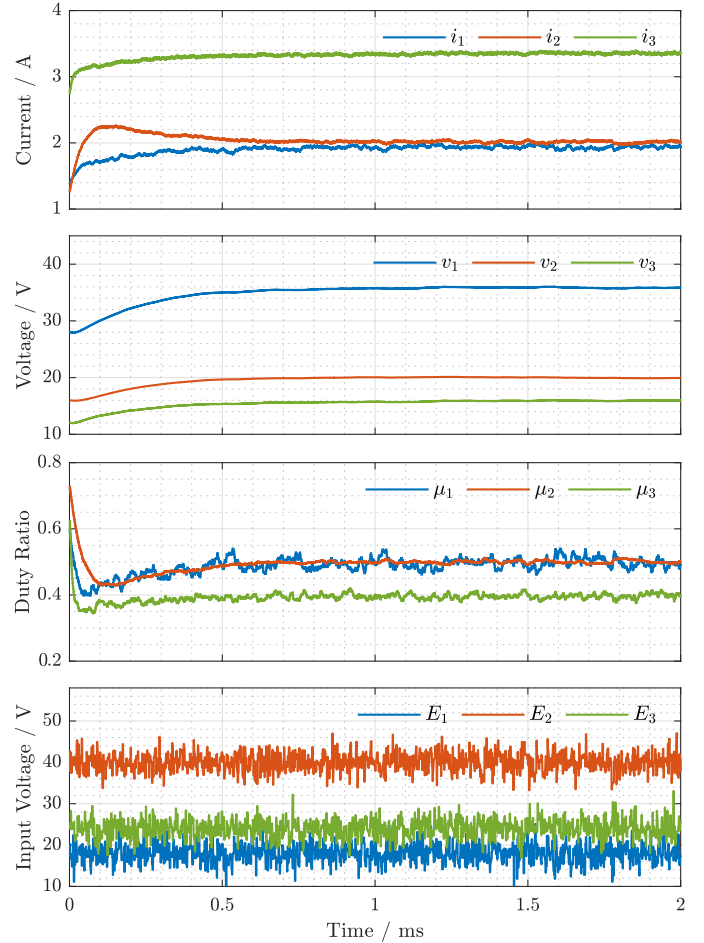 4
3
2
1
Current / A
i₁ i₂ i₃
40
30
20
10
Voltage / V
v₁ v₂ v₃
0.8
0.6
0.4
0.2
Duty Ratio
μ₁ μ₂ μ₃
50
40
30
20
10
Input Voltage / V
E₁ E₂ E₃
0 0.5 1 1.5 2
Time / ms